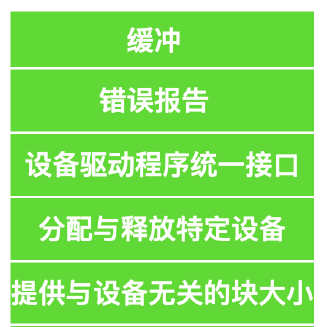 缓冲
错误报告
设备驱动程序统一接口
分配与释放特定设备
提供与设备无关的块大小